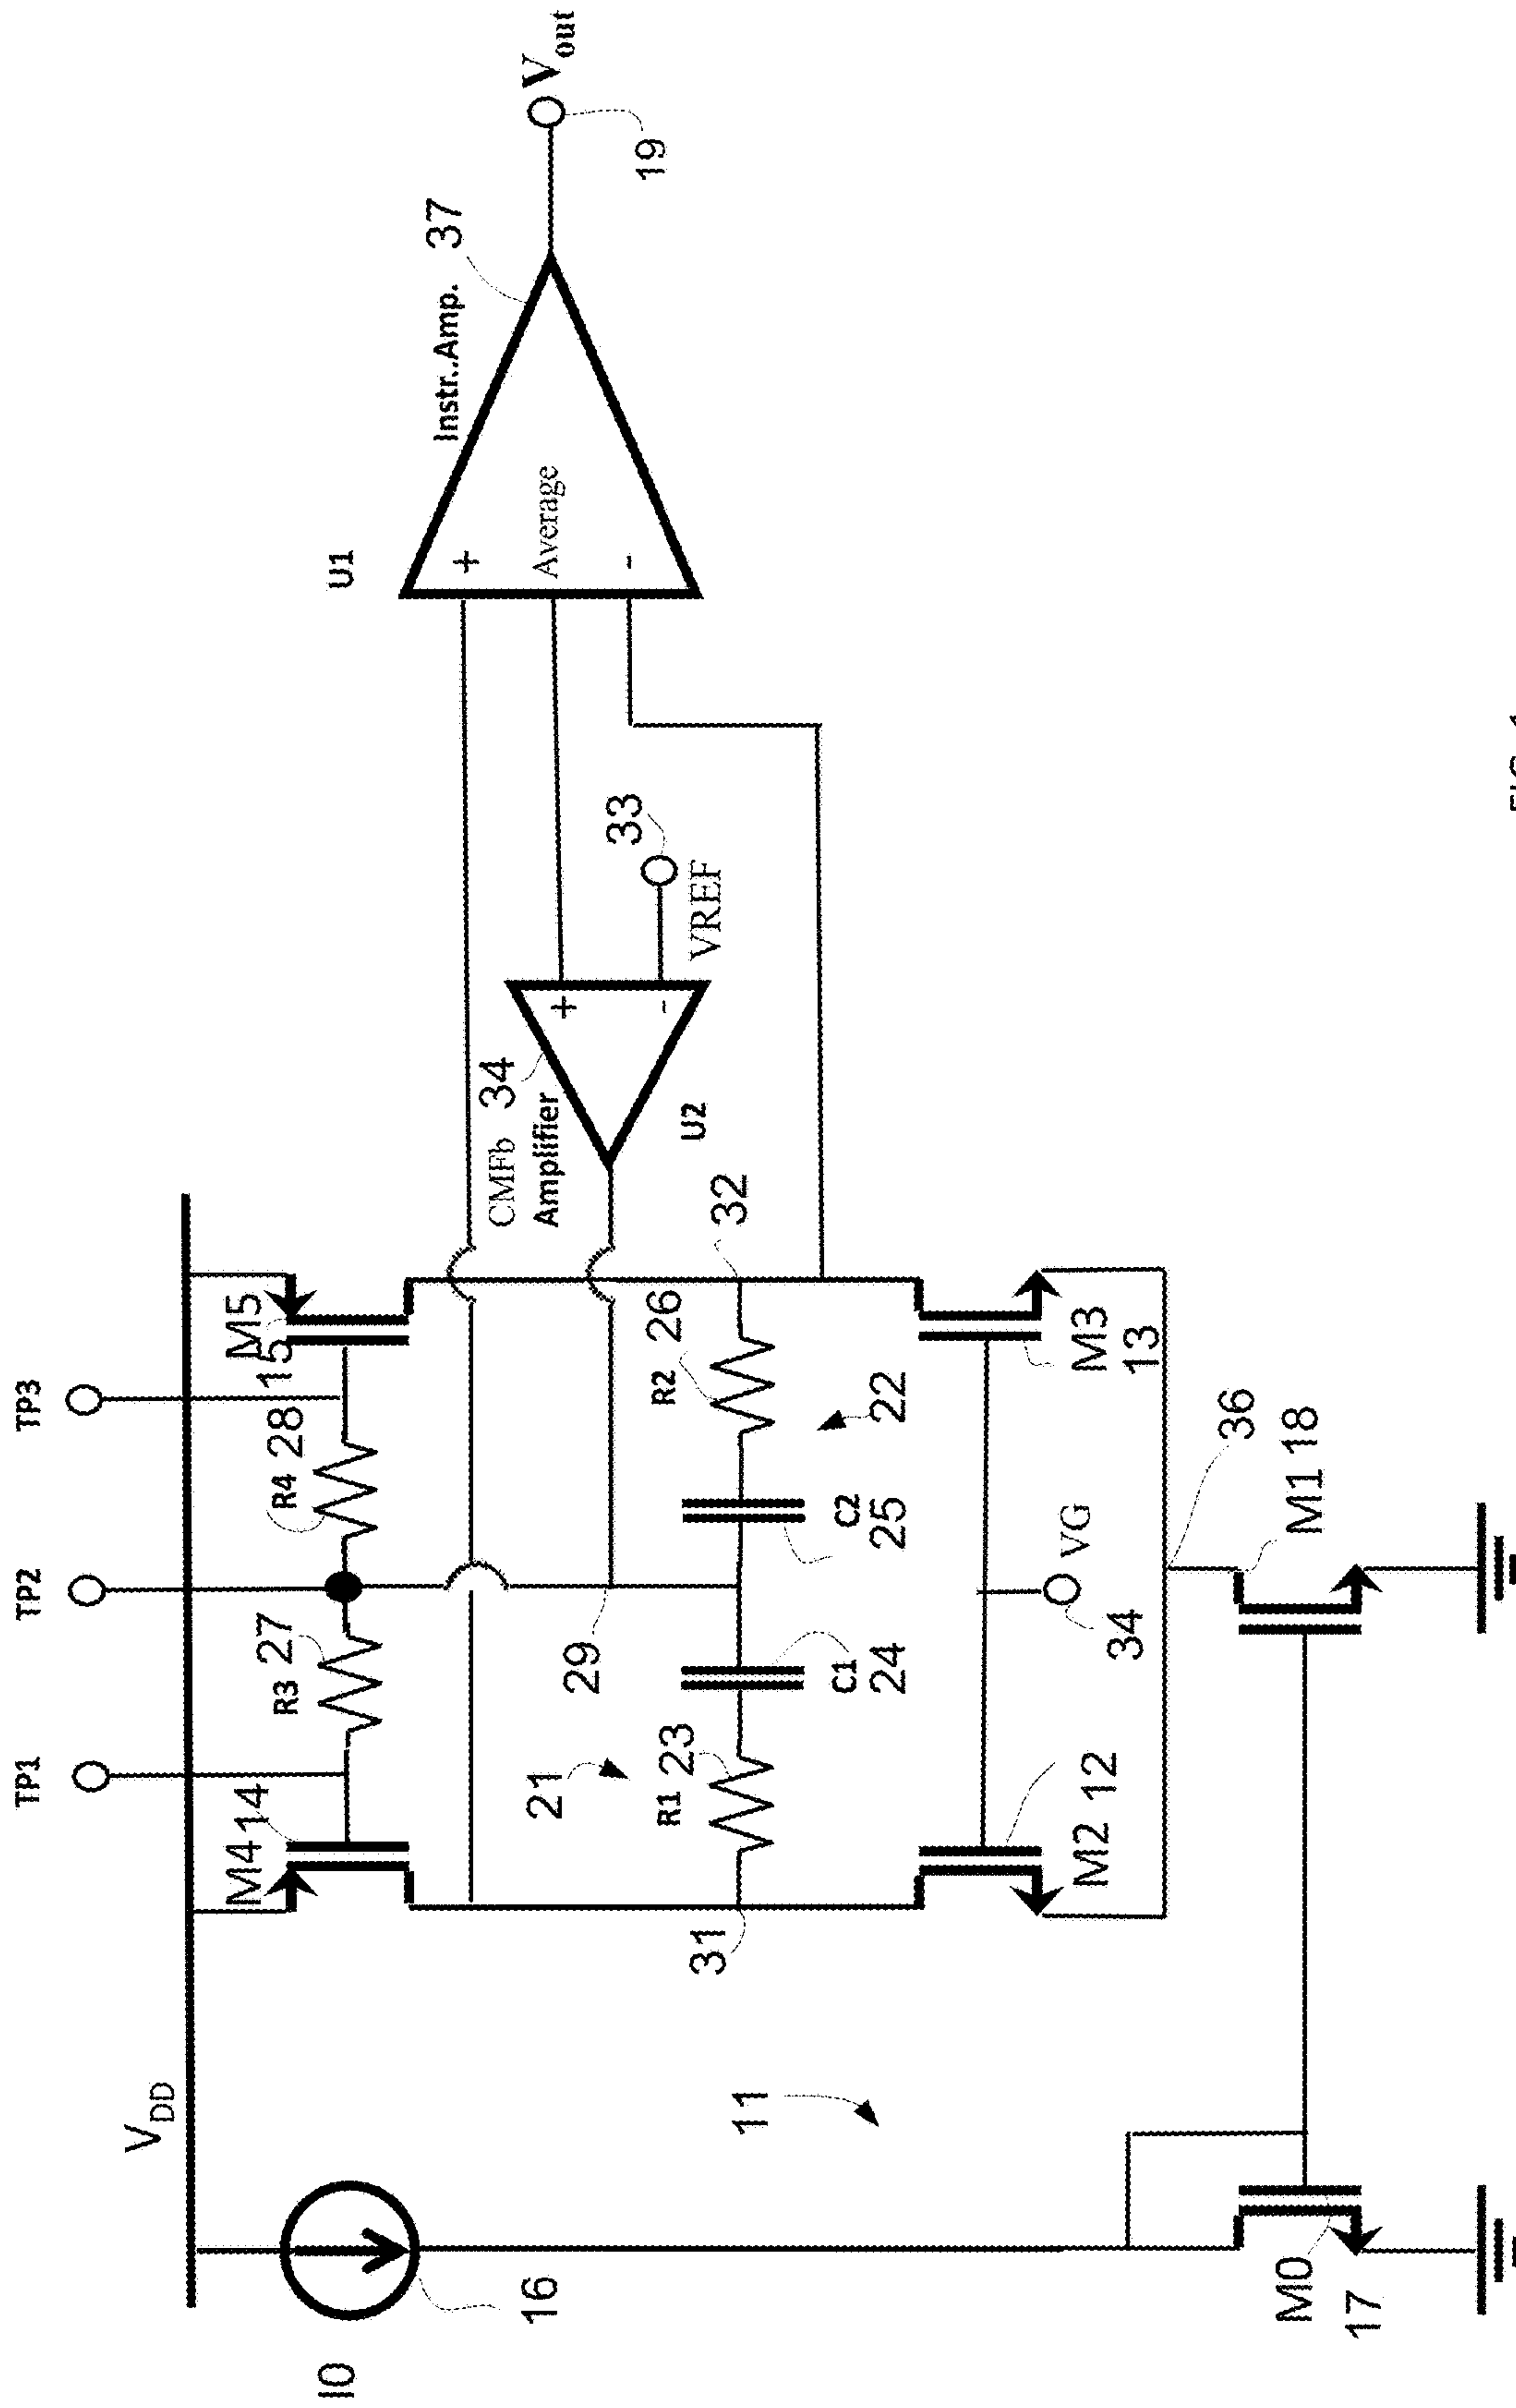 TP1
TP2
TP3
V_DD
I0
16
M4
14
R3
27
R4
28
M5
15
Instr..Amp.
37
U1
+
Average
-
V_out
19
CMFb
Amplifier
34
+
-
U2
33
VREF
29
21
R1
23
C1
24
C2
25
R2
26
22
31
32
11
M2
12
VG
34
M3
13
36
M0
17
M1
18